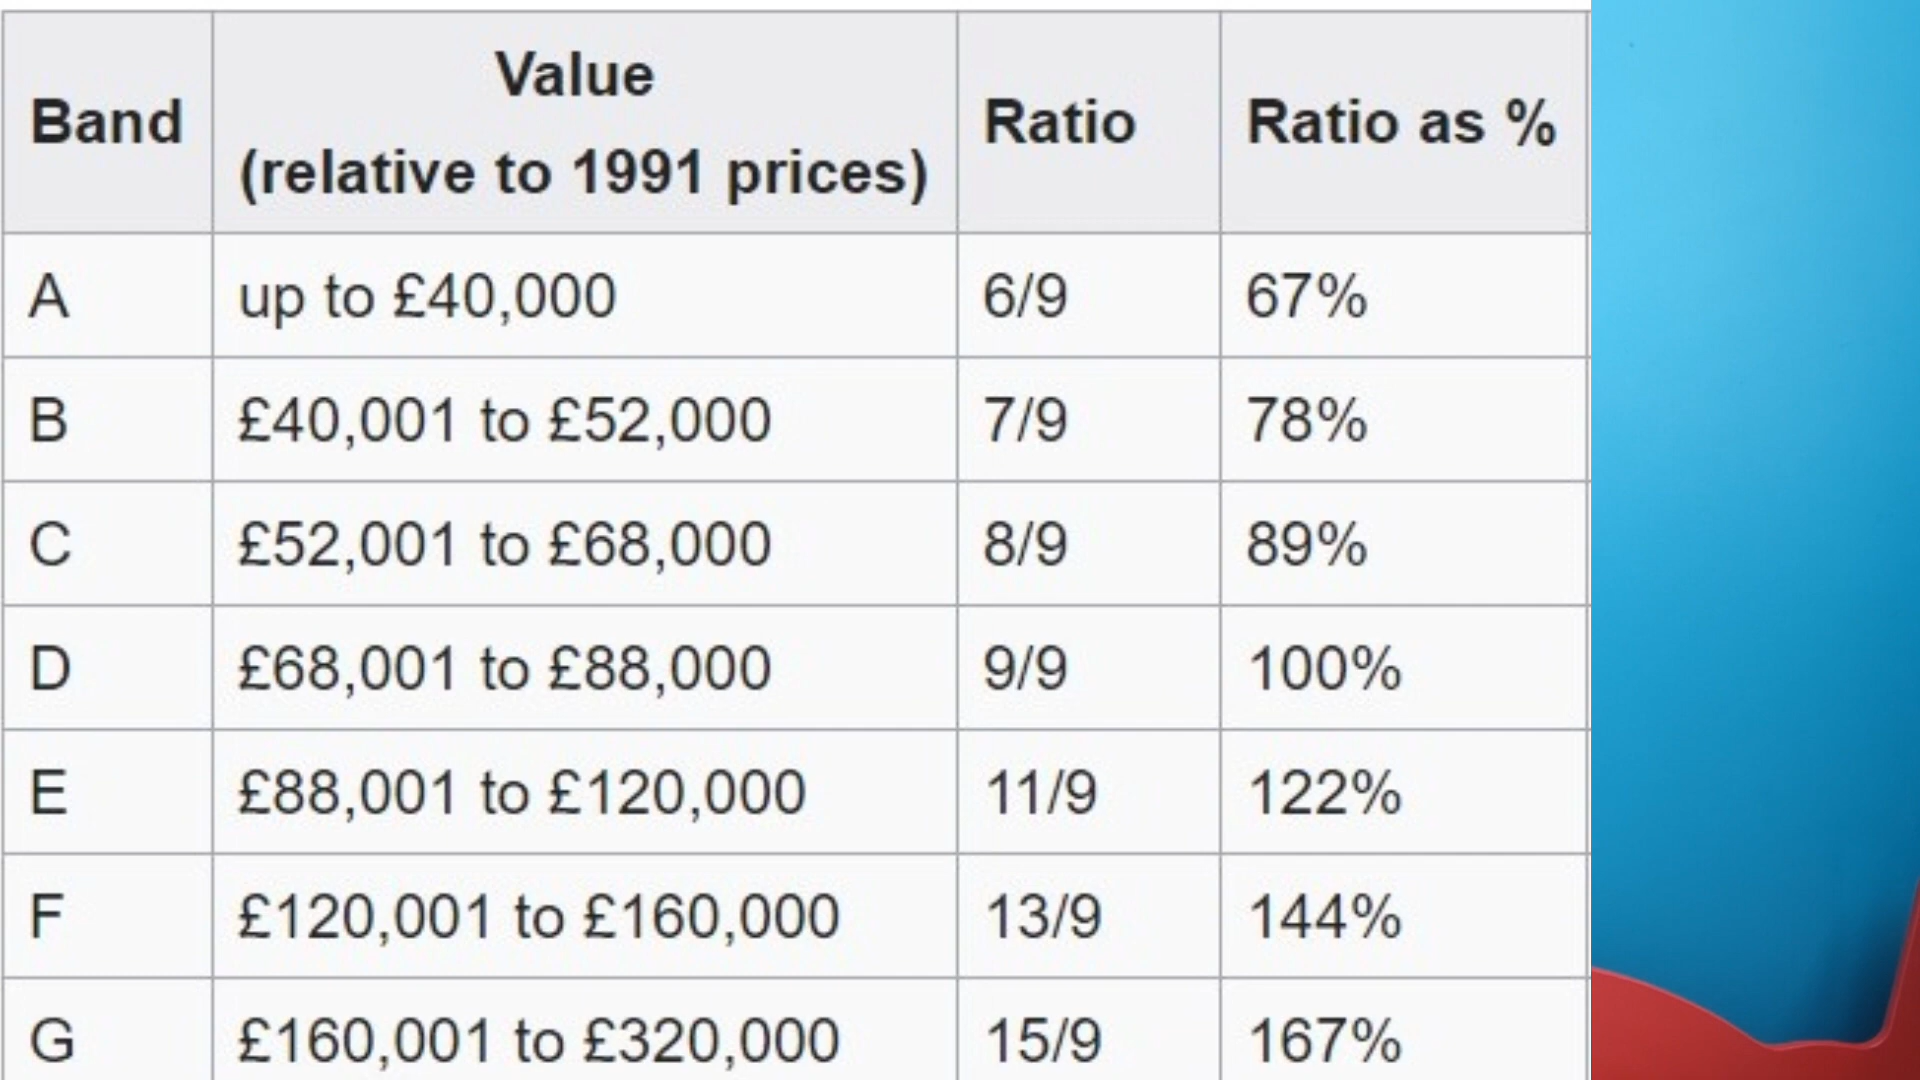 Band Value (relative to 1991 prices) Ratio Ratio as %
A up to £40,000 6/9 67%
B £40,001 to £52,000 7/9 78%
C £52,001 to £68,000 8/9 89%
D £68,001 to £88,000 9/9 100%
E £88,001 to £120,000 11/9 122%
F £120,001 to £160,000 13/9 144%
G £160,001 to £320,000 15/9 167%